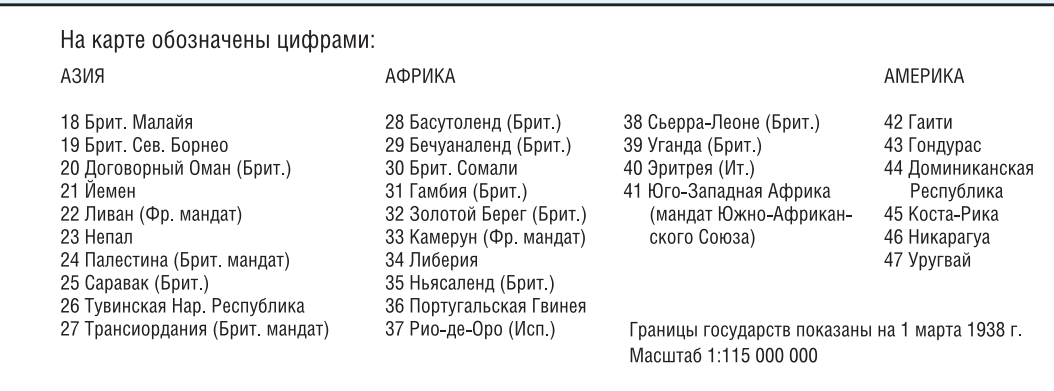 На карте обозначены цифрами:
АЗИЯ
18 Брит. Малайя
19 Брит. Сев. Борнео
20 Договорный Оман (Брит.)
21 Йемен
22 Ливан (Фр. мандат)
23 Непал
24 Палестина (Брит. мандат)
25 Саравак (Брит.)
26 Тувинская Нар. Республика
27 Трансиордания (Брит. мандат)
АФРИКА
28 Басутоленд (Брит.)
29 Бечуаналенд (Брит.)
30 Брит. Сомали
31 Гамбия (Брит.)
32 Золотой Берег (Брит.)
33 Камерун (Фр. мандат)
34 Либерия
35 Ньясаленд (Брит.)
36 Португальская Гвинея
37 Рио-де-Оро (Исп.)
38 Сьерра-Леоне (Брит.)
39 Уганда (Брит.)
40 Эритрея (Ит.)
41 Юго-Западная Африка
(мандат Южно-Африкан-
ского Союза)
АМЕРИКА
42 Гаити
43 Гондурас
44 Доминиканская
Республика
45 Коста-Рика
46 Никарагуа
47 Уругвай
Границы государств показаны на 1 марта 1938 г.
Масштаб 1:115 000 000